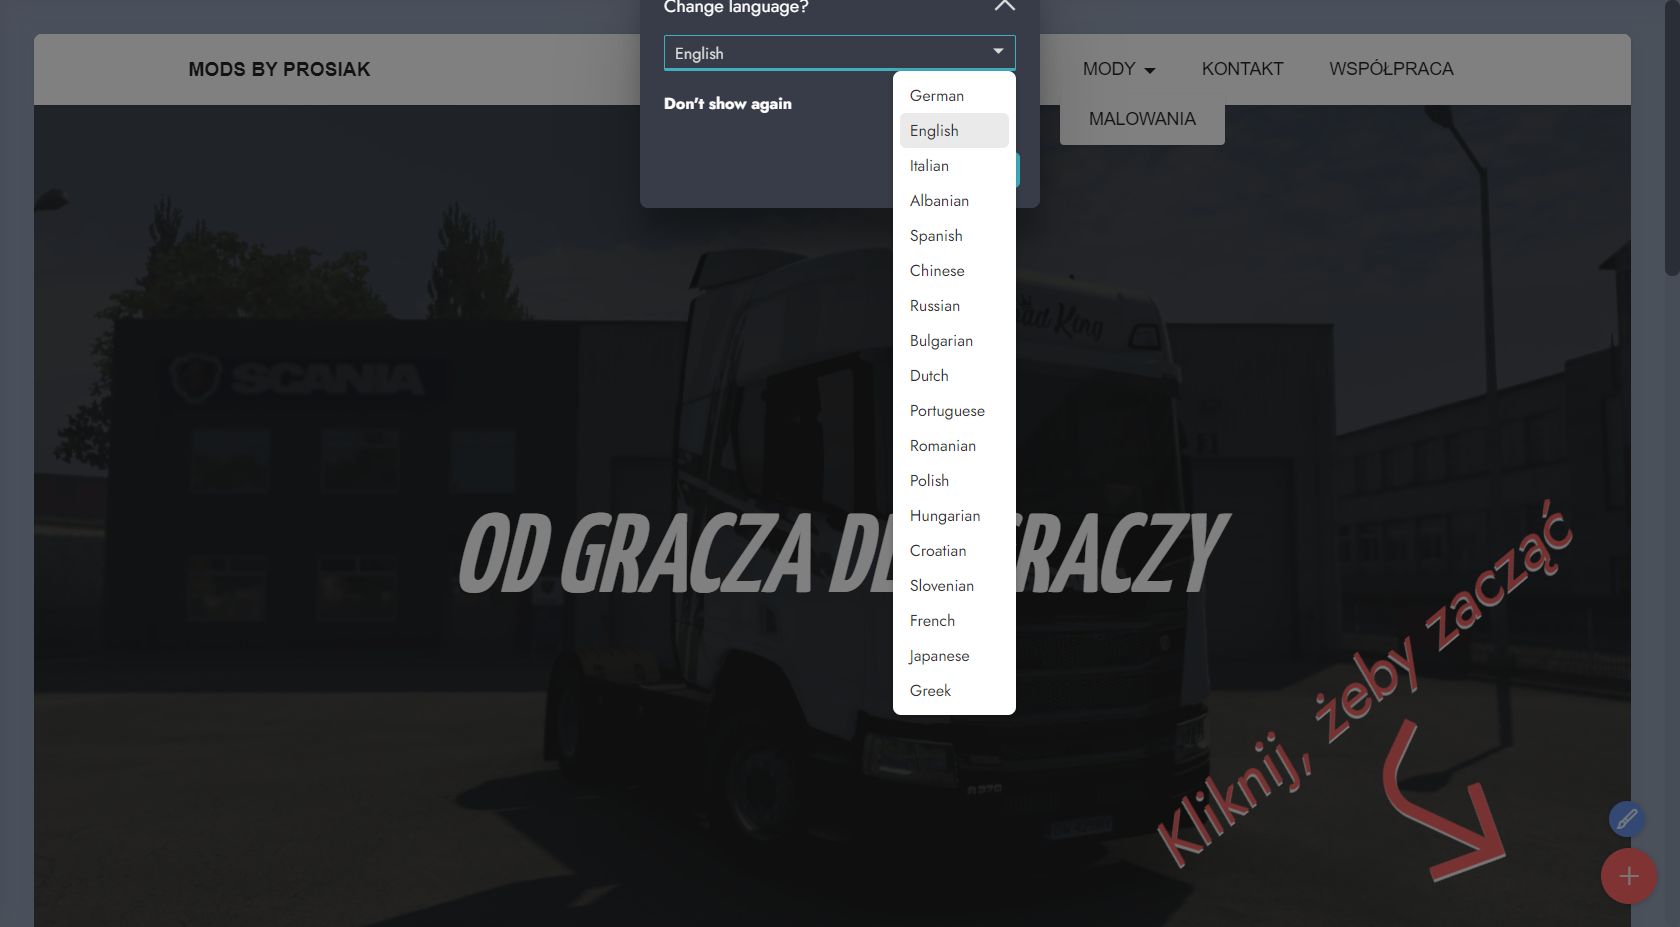 Change language?
English
Don't show again
MODS BY PROSIAK
MODY
KONTAKT
WSPÓŁPRACA
MALOWANIA
German
English
Italian
Albanian
Spanish
Chinese
Russian
Bulgarian
Dutch
Portuguese
Romanian
Polish
Hungarian
Croatian
Slovenian
French
Japanese
Greek
King
SCANIA
OD GRACZA RACZY
Kliknij, żeby zacząć
R370